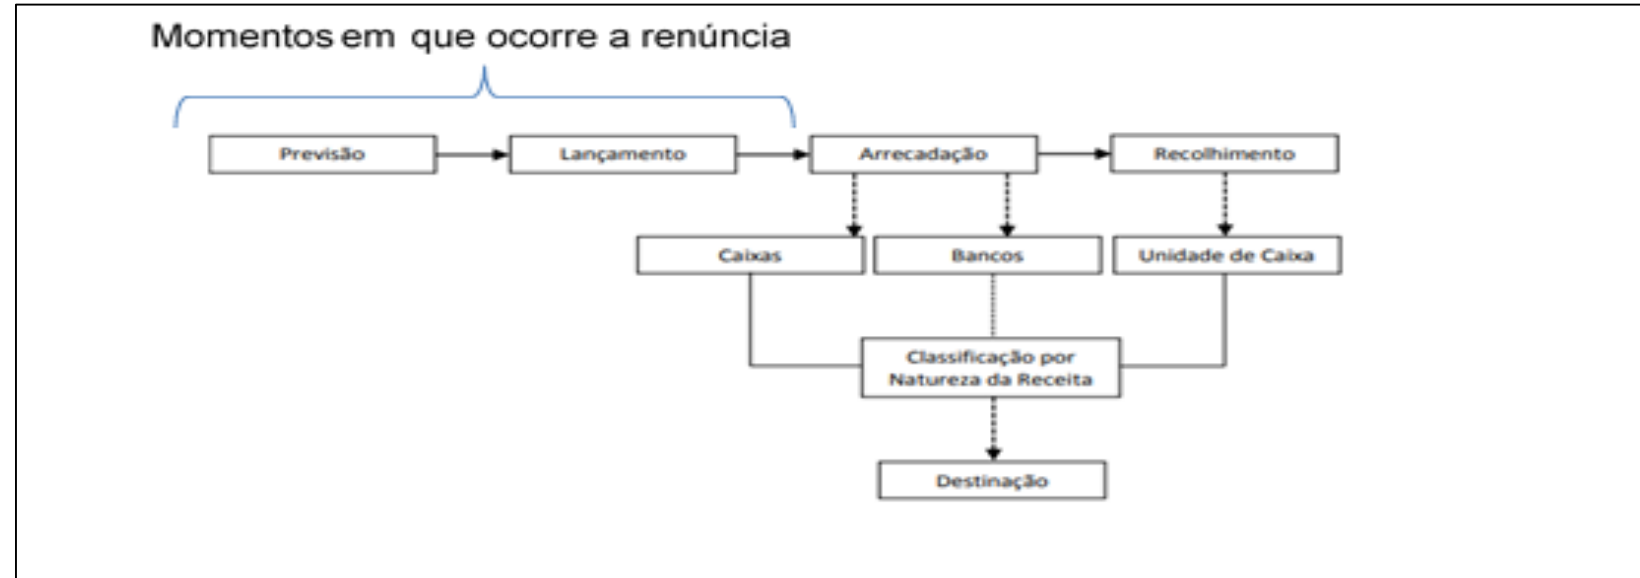 Momentos em que ocorre a renúncia
Previsão
Lançamento
Arrecadação
Recolhimento
Caixas
Bancos
Unidade de Caixa
Classificação por
Natureza da Receita
Destinação